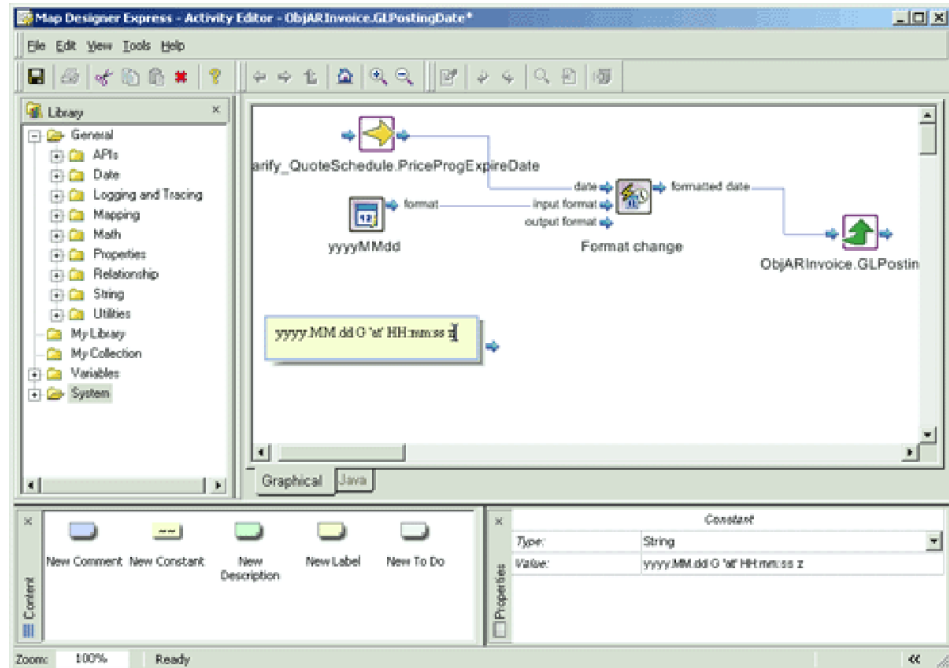 Map Designer Express - Activity Editor - ObjARInvoice.GLPostingDate*
File Edit View Tools Help
Library
General
APIs
Date
Logging and Tracing
Mapping
Math
Properties
Relationship
String
Utilities
My Library
My Collection
Variables
System
arify_QuoteSchedule.PriceProgExpireDate
date
formatted date
format
input format
output format
yyyyMMdd
Format change
ObjARInvoice.GLPostin
yyyy.MM.dd G 'at' HH:mm:ss z
Graphical Java
Content
New Comment New Constant New Description New Label New To Do
Properties
Constant
Type: String
Value: yyyy.MM.dd G 'at' HH:mm:ss z
Zoom: 100% Ready